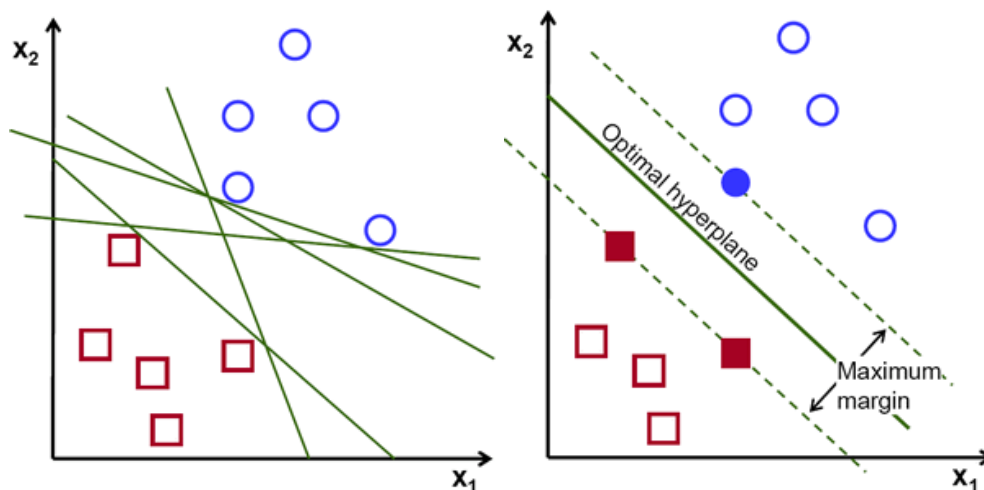 x₂
x₁
x₂
Optimal hyperplane
Maximum
margin
x₁